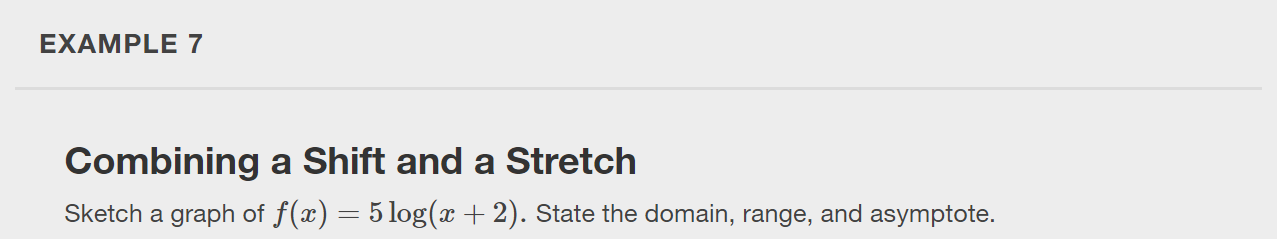 EXAMPLE 7
Combining a Shift and a Stretch
Sketch a graph of f(x) = 5 log(x + 2). State the domain, range, and asymptote.